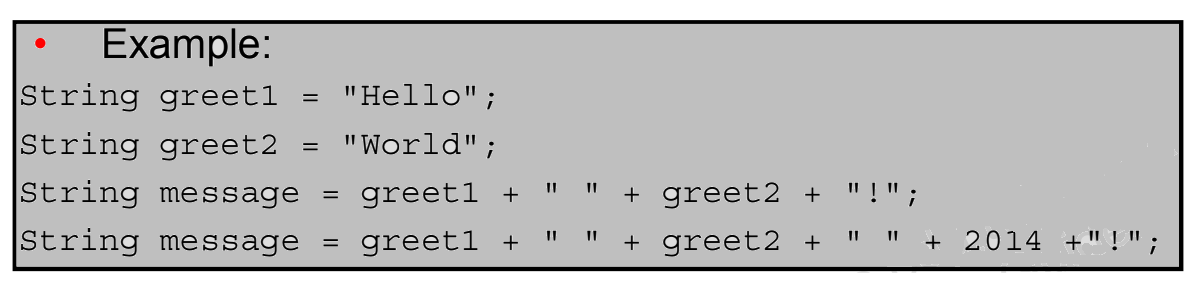 • Example:
String greet1 = "Hello";
String greet2 = "World";
String message = greet1 + " " + greet2 + "!";
String message = greet1 + " " + greet2 + " " + 2014 +"!";